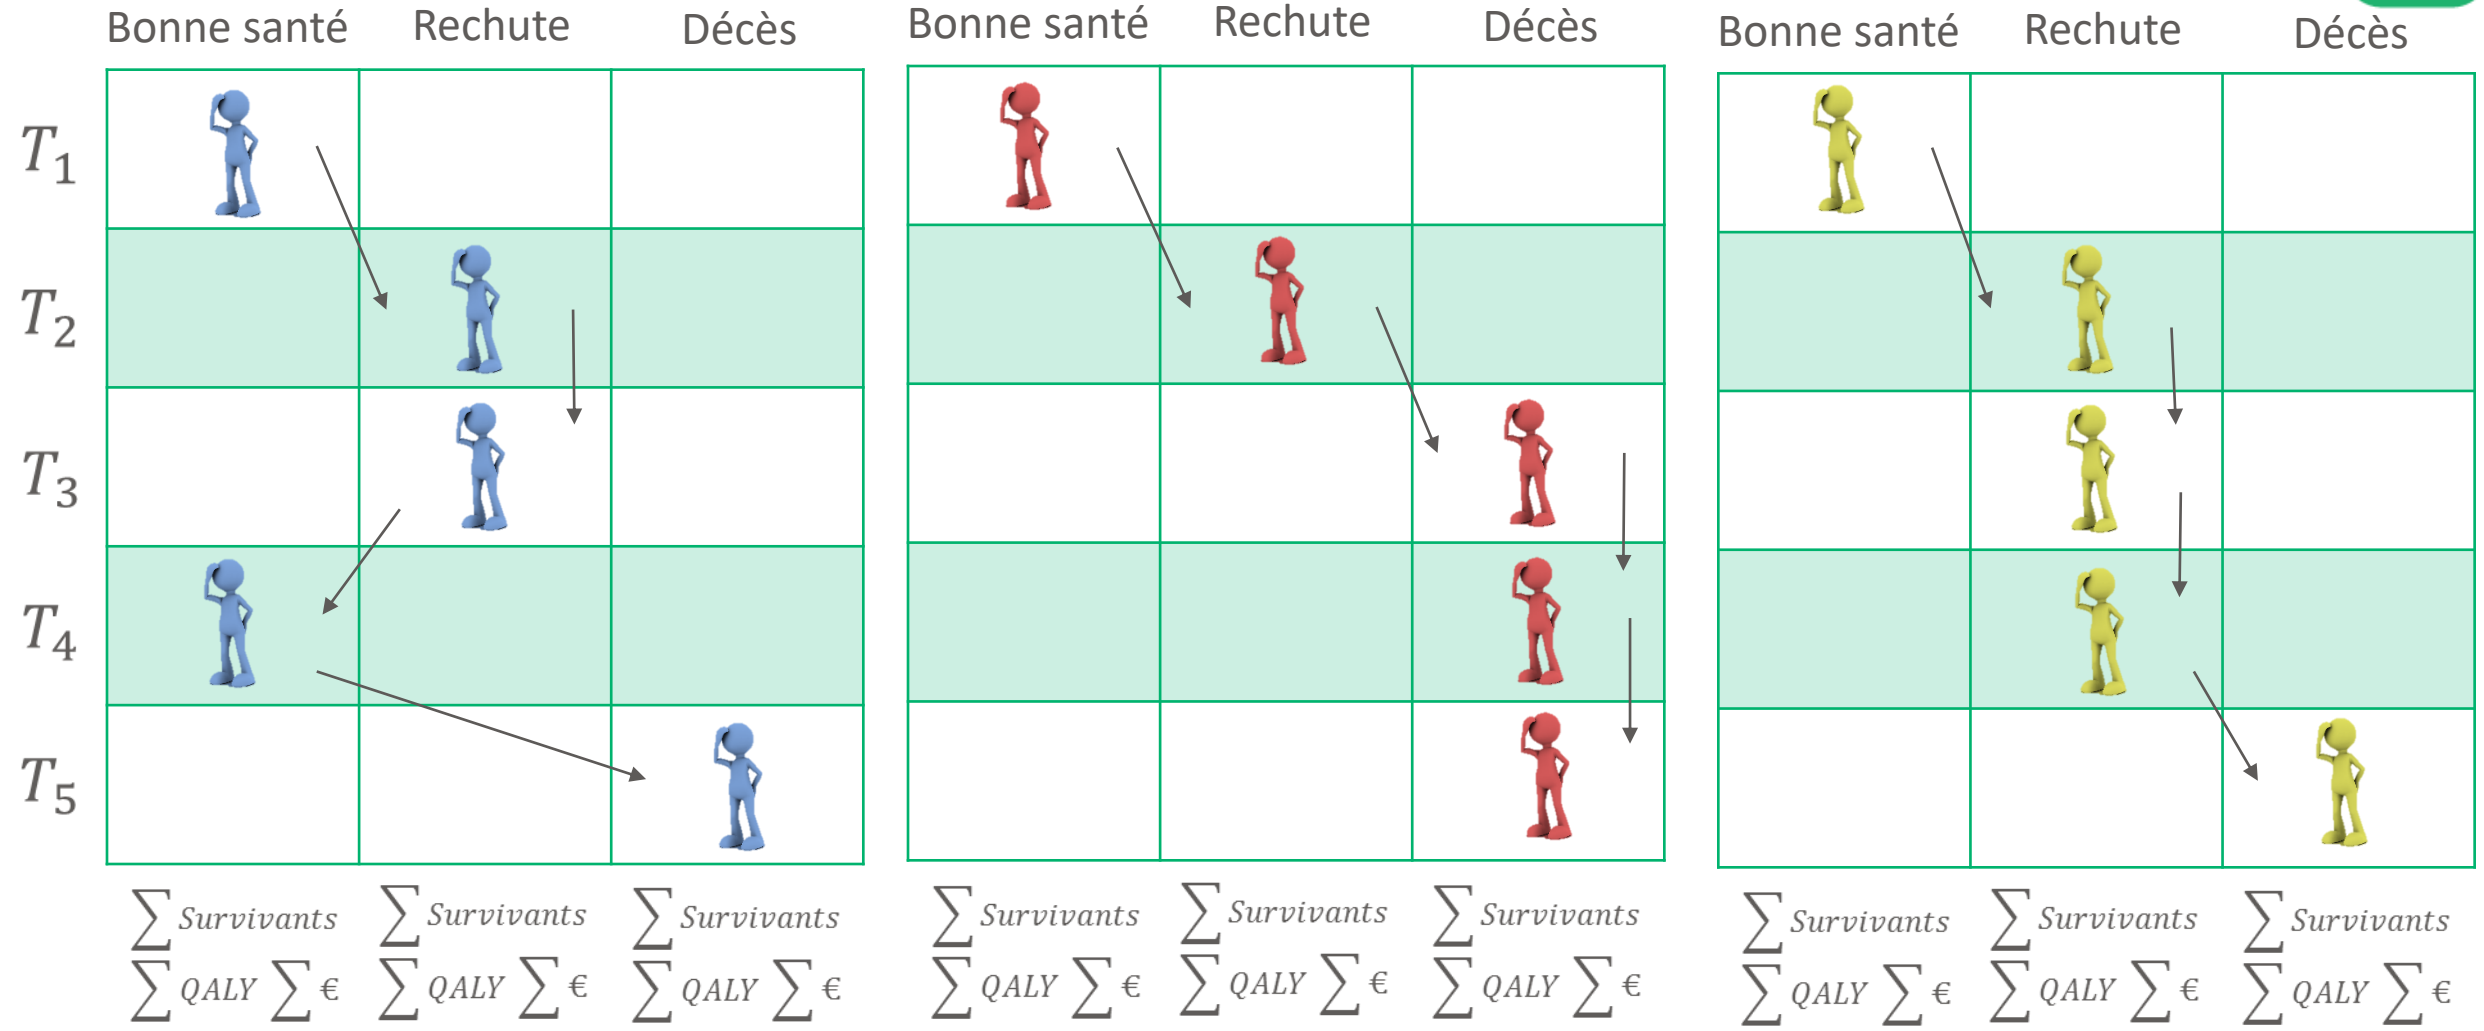 Bonne santé Rechute Décès Bonne santé Rechute Décès Bonne santé Rechute Décès
T₁
T₂
T₃
T₄
T₅
∑ Survivants ∑ Survivants ∑ Survivants ∑ Survivants ∑ Survivants ∑ Survivants ∑ Survivants ∑ Survivants ∑ Survivants
∑ QALY ∑ € ∑ QALY ∑ € ∑ QALY ∑ € ∑ QALY ∑ € ∑ QALY ∑ € ∑ QALY ∑ € ∑ QALY ∑ € ∑ QALY ∑ € ∑ QALY ∑ €